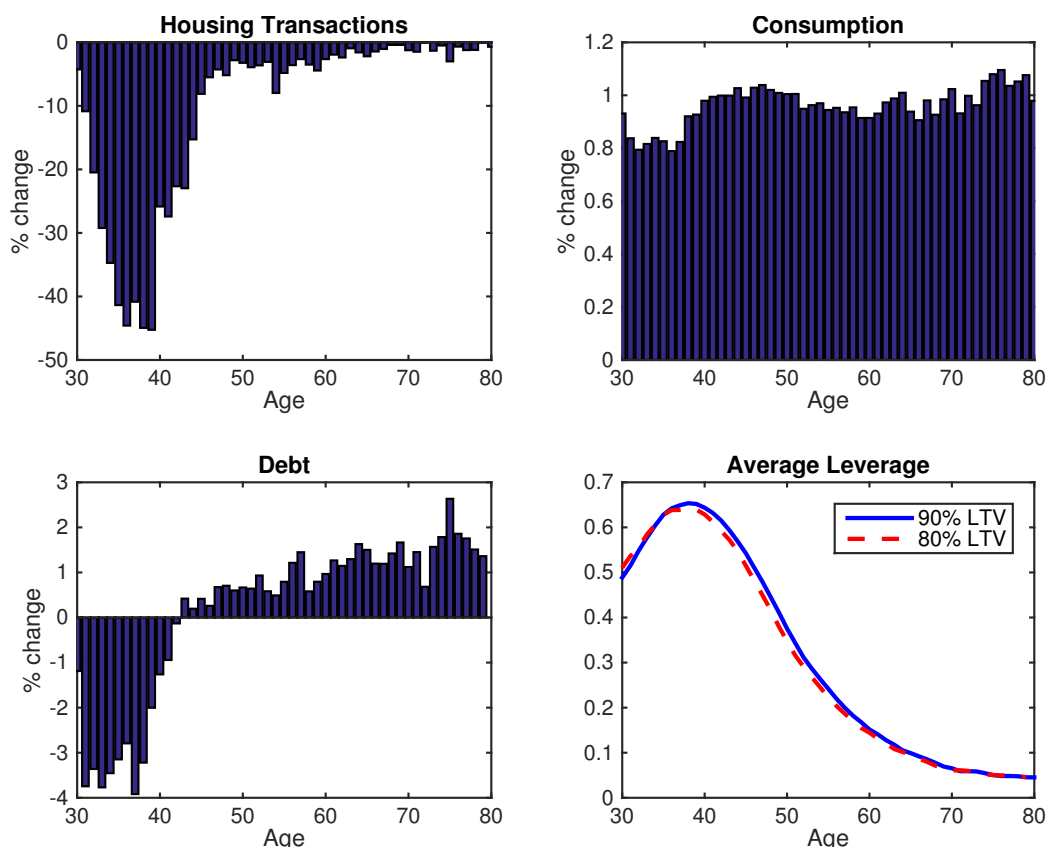 Housing Transactions
0
-10
-20
-30
-40
-50
% change
30 40 50 60 70 80
Age
Consumption
1.2
1
0.8
0.6
0.4
0.2
0
% change
30 40 50 60 70 80
Age
Debt
3
2
1
0
-1
-2
-3
-4
% change
30 40 50 60 70 80
Age
Average Leverage
0.7
0.6
0.5
0.4
0.3
0.2
0.1
0
90% LTV
80% LTV
30 40 50 60 70 80
Age